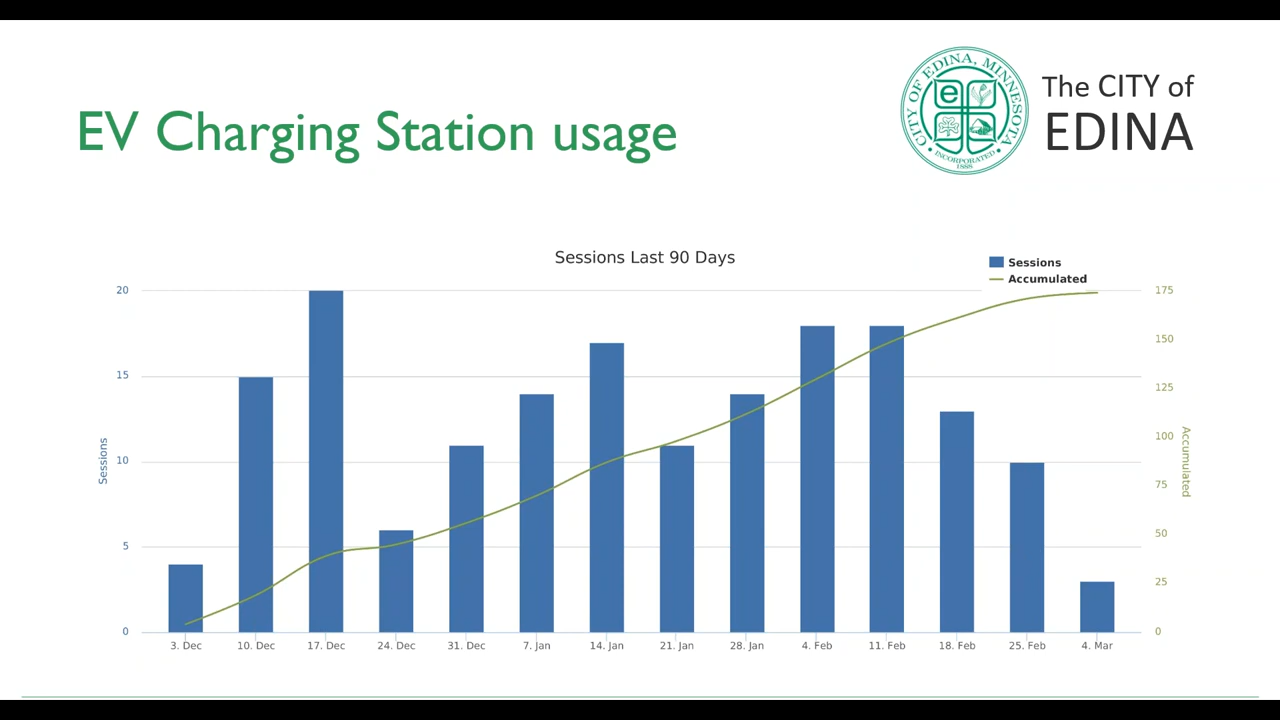 CITY OF EDINA, MINNESOTA
e
• INCORPORATED •
1888
The CITY of
EDINA
EV Charging Station usage
Sessions Last 90 Days
Sessions
Accumulated
20
15
10
5
0
Sessions
175
150
125
100
75
50
25
0
Accumulated
3. Dec 10. Dec 17. Dec 24. Dec 31. Dec 7. Jan 14. Jan 21. Jan 28. Jan 4. Feb 11. Feb 18. Feb 25. Feb 4. Mar